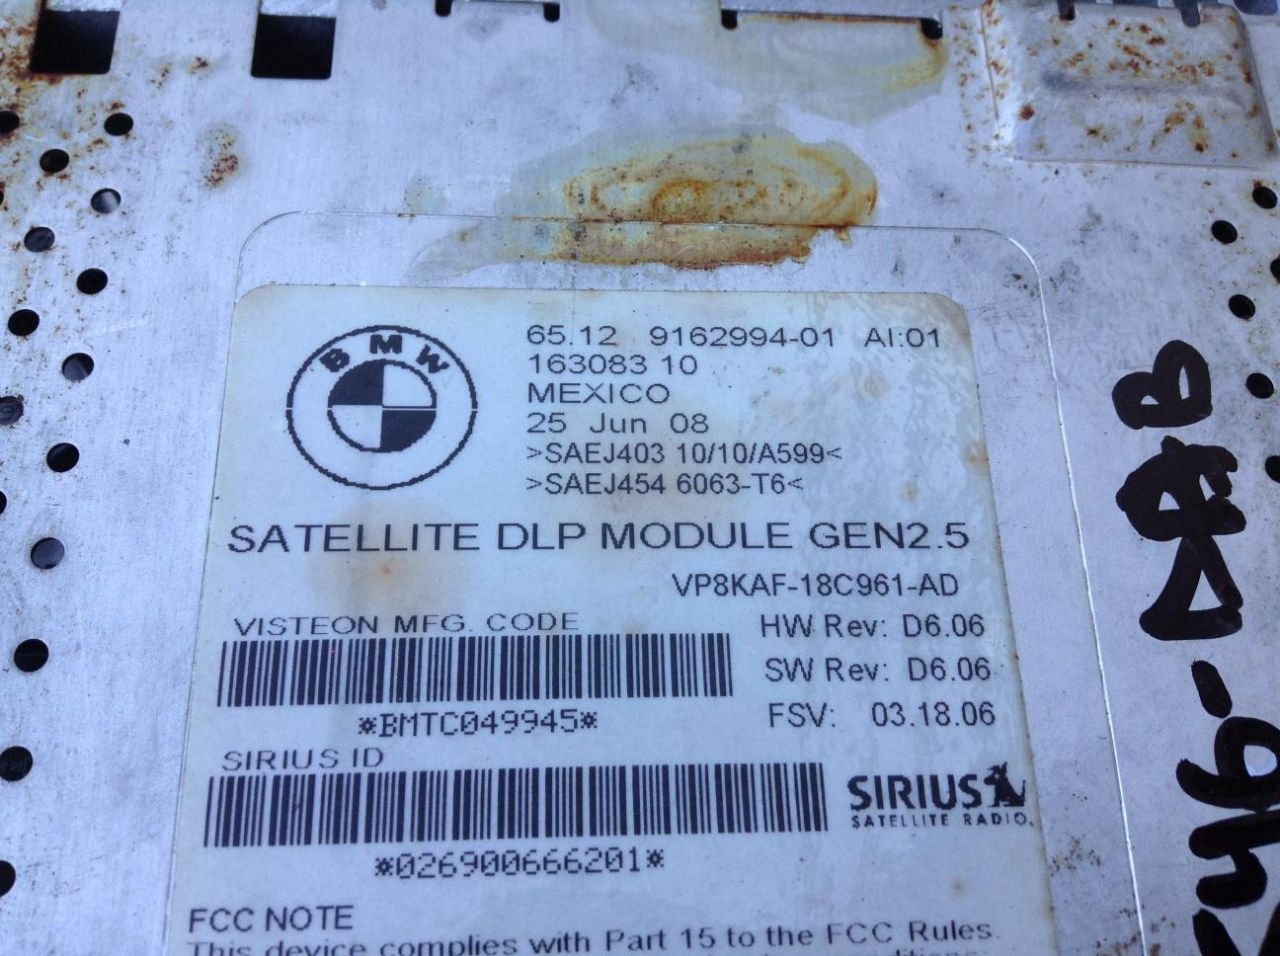 BMW
65.12 9162994-01 AI:01
163083 10
MEXICO
25 Jun 08
>SAEJ403 10/10/A599<
>SAEJ454 6063-T6<
SATELLITE DLP MODULE GEN2.5
VP8KAF-18C961-AD
VISTEON MFG. CODE
HW Rev: D6.06
SW Rev: D6.06
*BMTC049945*
FSV: 03.18.06
SIRIUS ID
SIRIUS
SATELLITE RADIO
*026900666201*
FCC NOTE
This device complies with Part 15 to the FCC Rules.